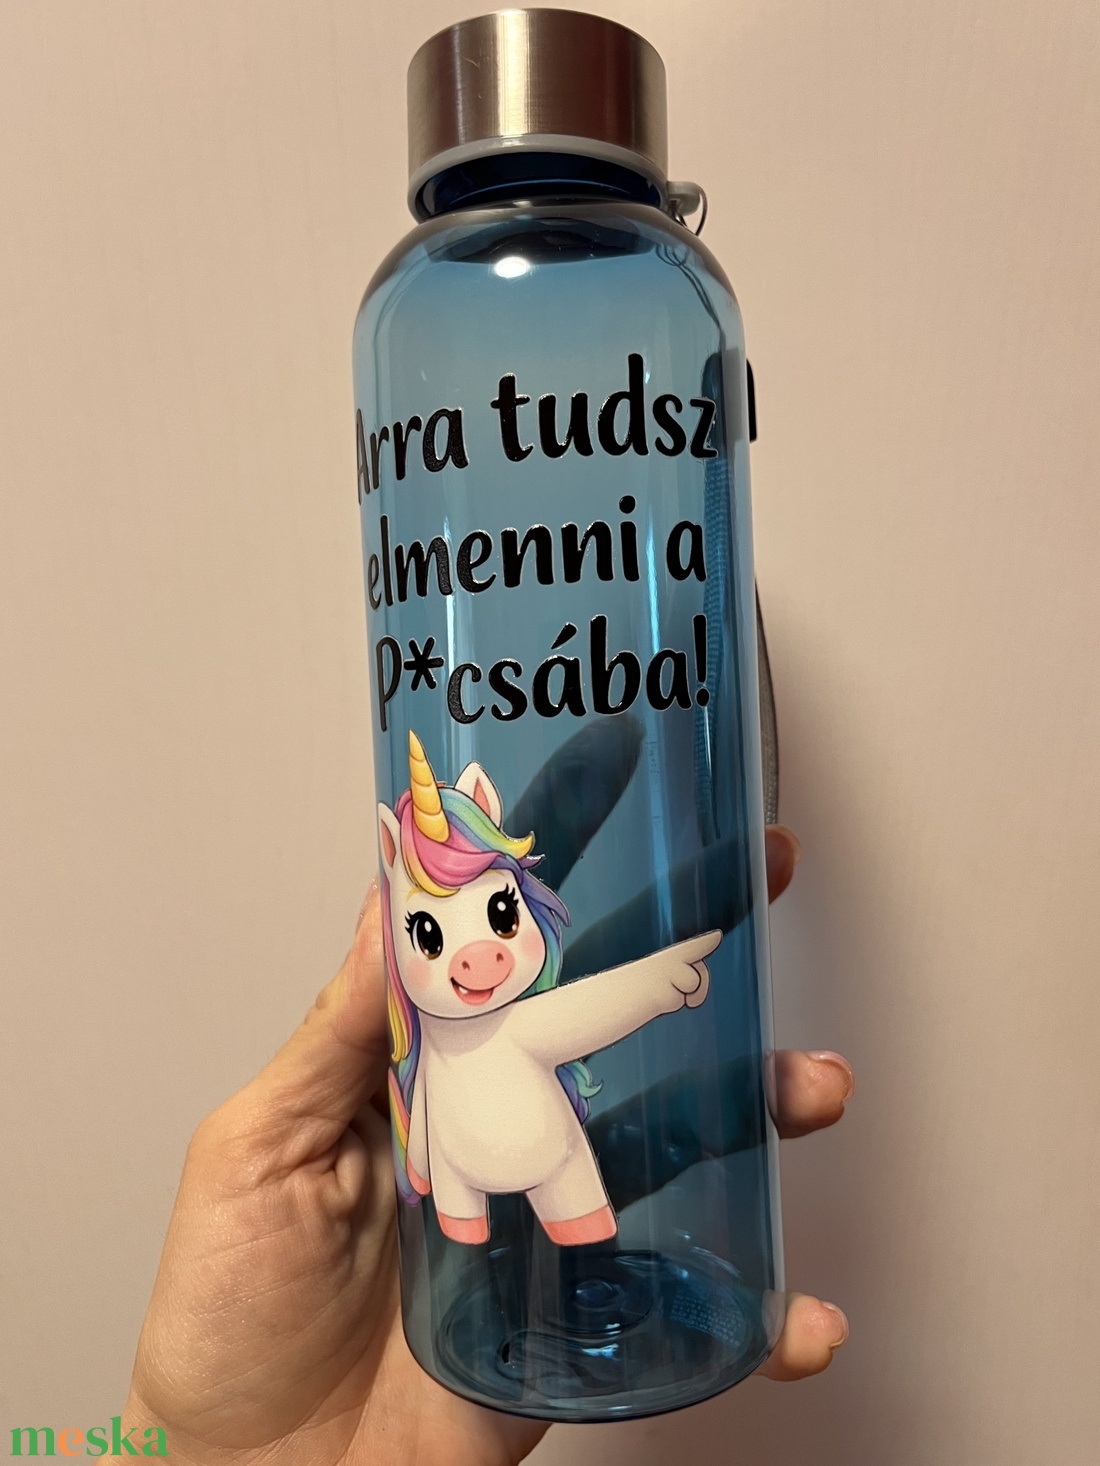 Arra tudsz
elmenni a
P*csába!
meska